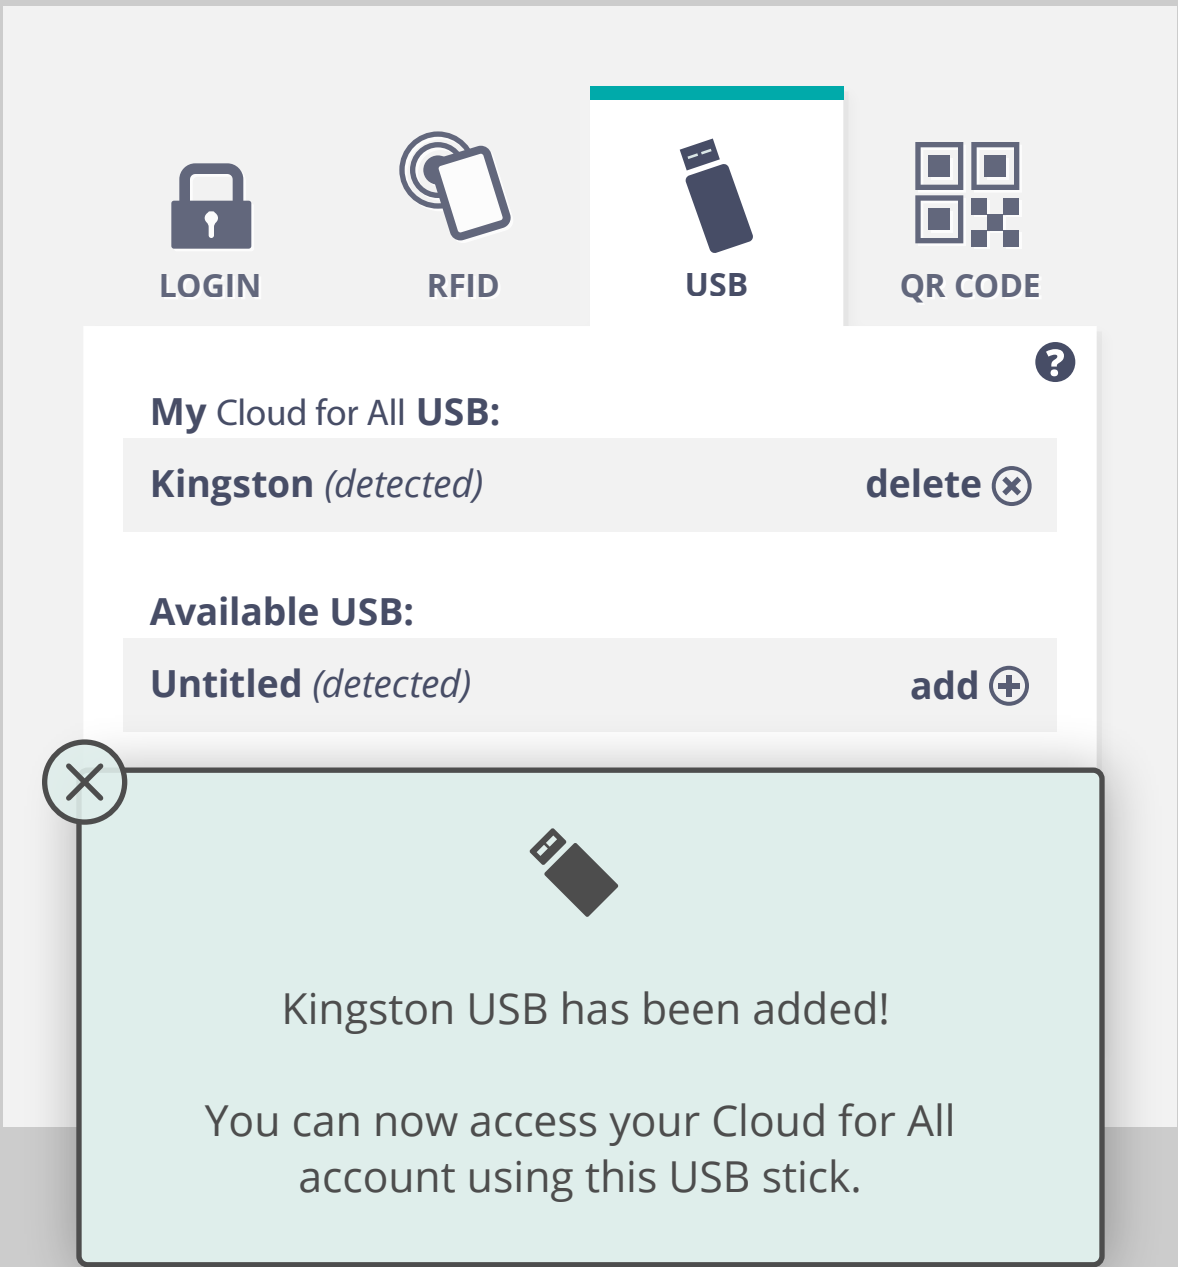 LOGIN
RFID
USB
QR CODE
?
My Cloud for All USB:
Kingston (detected)
delete
Available USB:
Untitled (detected)
add
Kingston USB has been added!
You can now access your Cloud for All
account using this USB stick.